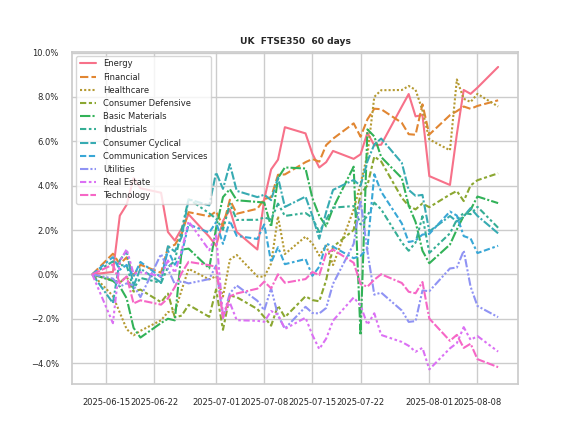 UK FTSE350 60 days
10.0%
8.0%
6.0%
4.0%
2.0%
0.0%
−2.0%
−4.0%
Energy
Financial
Healthcare
Consumer Defensive
Basic Materials
Industrials
Consumer Cyclical
Communication Services
Utilities
Real Estate
Technology
2025-06-15 2025-06-22 2025-07-01 2025-07-08 2025-07-15 2025-07-22 2025-08-01 2025-08-08